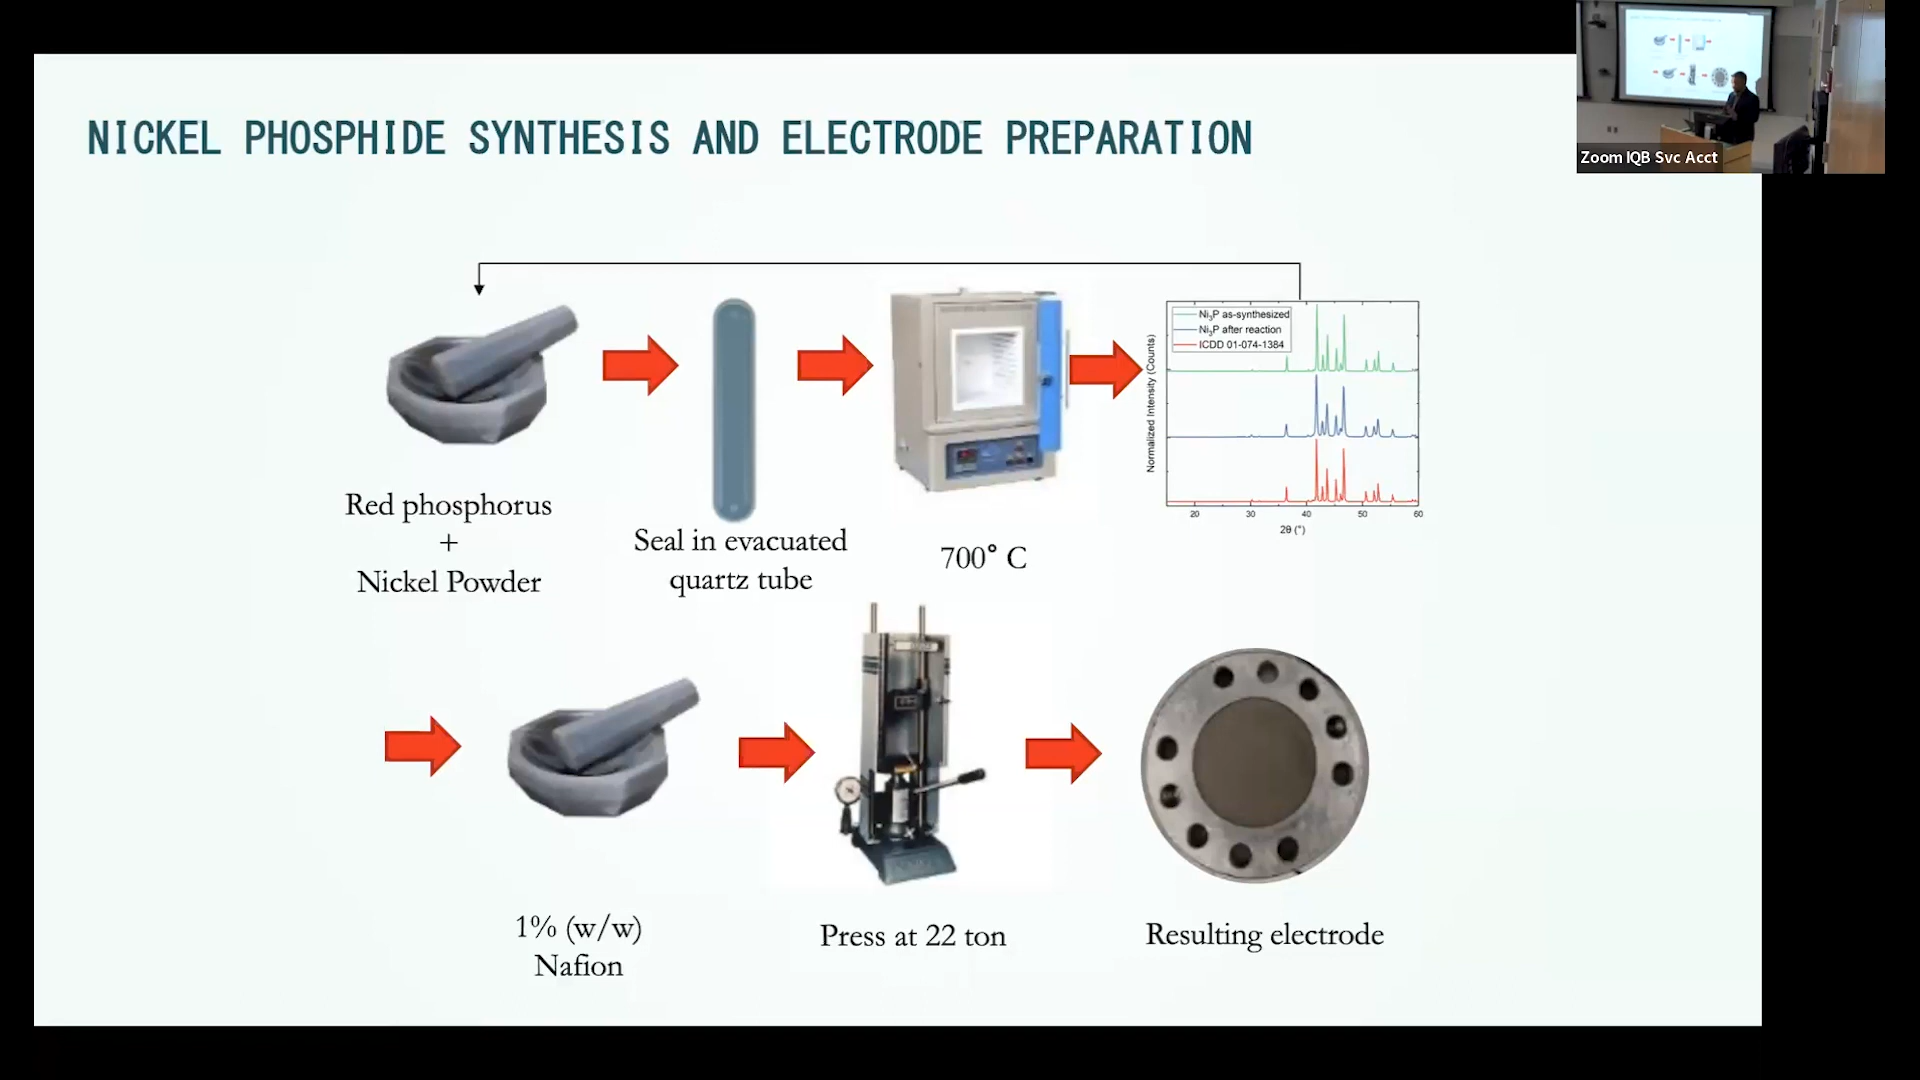 NICKEL PHOSPHIDE SYNTHESIS AND ELECTRODE PREPARATION
Zoom IQB Svc Acct
Red phosphorus
+
Nickel Powder
Seal in evacuated
quartz tube
700° C
Ni₃P as-synthesized
Ni₃P after reaction
ICDD 01-074-1384
Normalized Intensity (Counts)
20 30 40 50 60
2θ (°)
1% (w/w)
Nafion
Press at 22 ton
Resulting electrode